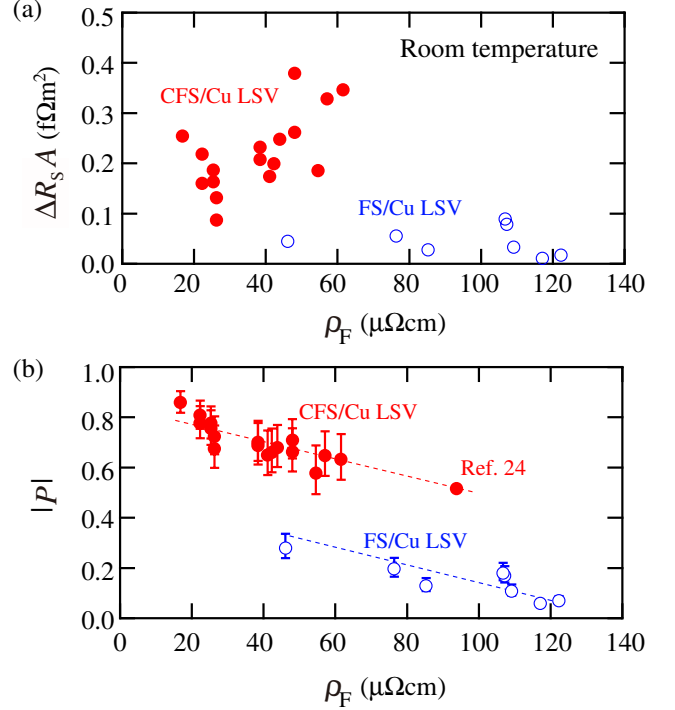 (a)
0.5
0.4
0.3
0.2
0.1
0.0
ΔR_S A (fΩm²)
Room temperature
CFS/Cu LSV
FS/Cu LSV
0 20 40 60 80 100 120 140
ρ_F (μΩcm)
(b)
1.0
0.8
0.6
0.4
0.2
0.0
|P|
CFS/Cu LSV
Ref. 24
FS/Cu LSV
0 20 40 60 80 100 120 140
ρ_F (μΩcm)